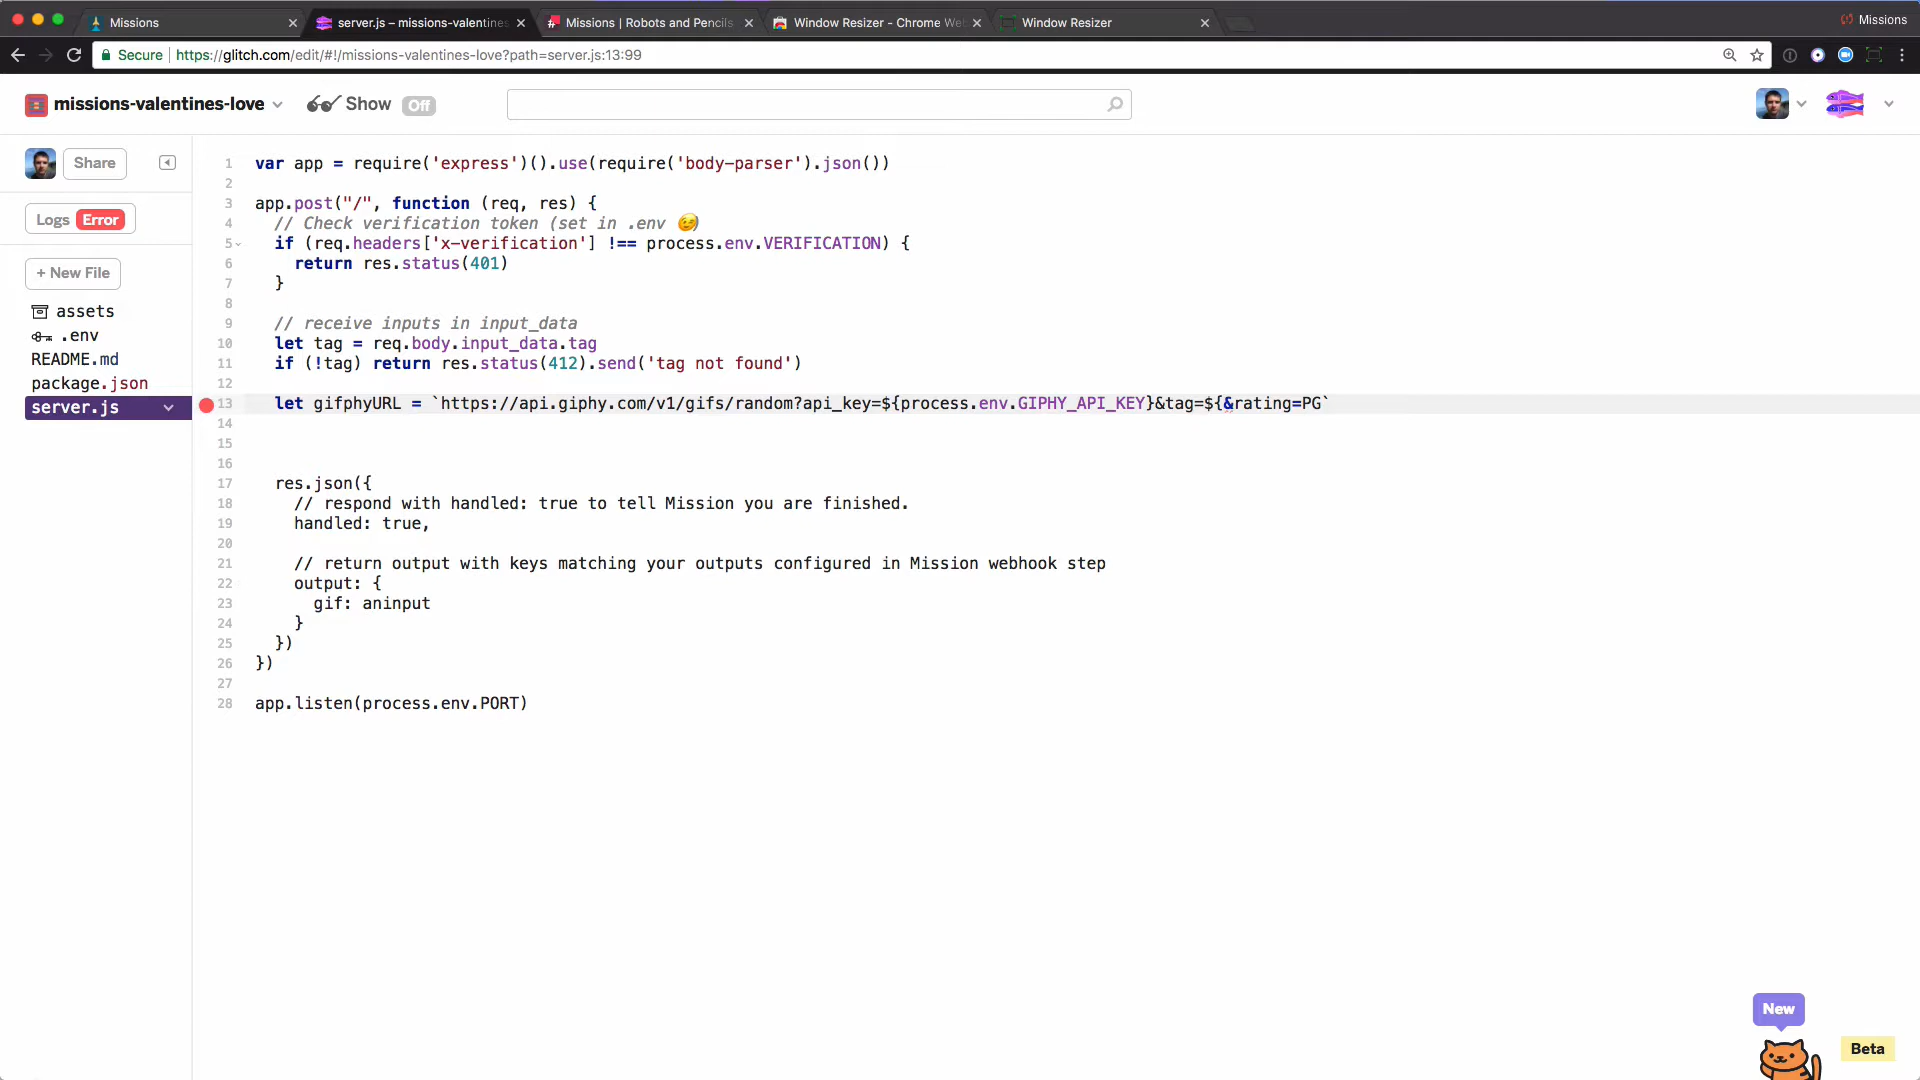 Missions
server.js – missions-valentines
Missions | Robots and Pencils
Window Resizer - Chrome We
Window Resizer
Missions
Secure
https://glitch.com/edit/#!/missions-valentines-love?path=server.js:13:99
missions-valentines-love
Show Off
Share
Logs Error
+ New File
assets
.env
README.md
package.json
server.js
1 var app = require('express')().use(require('body-parser').json())
2
3 app.post("/", function (req, res) {
4 // Check verification token (set in .env 😉)
5 if (req.headers['x-verification'] !== process.env.VERIFICATION) {
6 return res.status(401)
7 }
8
9 // receive inputs in input_data
10 let tag = req.body.input_data.tag
11 if (!tag) return res.status(412).send('tag not found')
12
13 let gifphyURL = `https://api.giphy.com/v1/gifs/random?api_key=${process.env.GIPHY_API_KEY}&tag=${&rating=PG`
14
15
16
17 res.json({
18 // respond with handled: true to tell Mission you are finished.
19 handled: true,
20
21 // return output with keys matching your outputs configured in Mission webhook step
22 output: {
23 gif: aninput
24 }
25 })
26 })
27
28 app.listen(process.env.PORT)
New
Beta